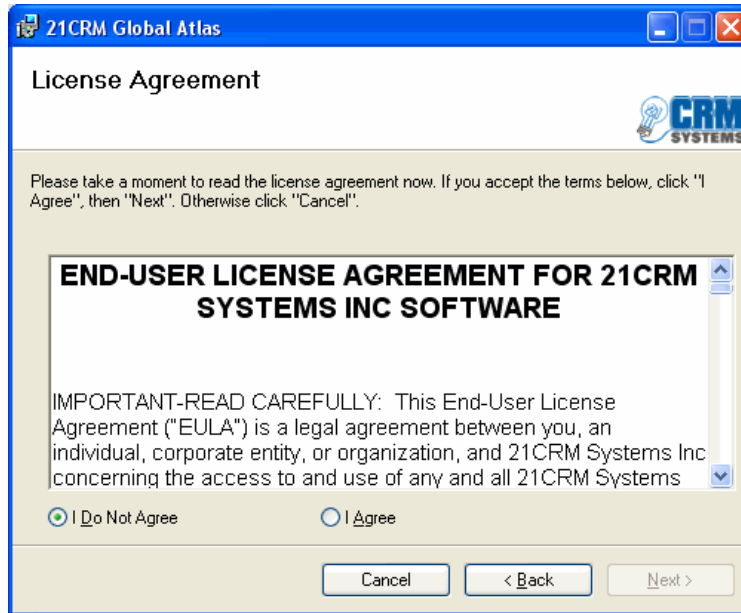 21CRM Global Atlas
License Agreement
CRM
SYSTEMS
Please take a moment to read the license agreement now. If you accept the terms below, click "I
Agree", then "Next". Otherwise click "Cancel".
END-USER LICENSE AGREEMENT FOR 21CRM
SYSTEMS INC SOFTWARE
IMPORTANT-READ CAREFULLY: This End-User License
Agreement ("EULA") is a legal agreement between you, an
individual, corporate entity, or organization, and 21CRM Systems Inc
concerning the access to and use of any and all 21CRM Systems
I Do Not Agree I Agree
Cancel < Back Next >